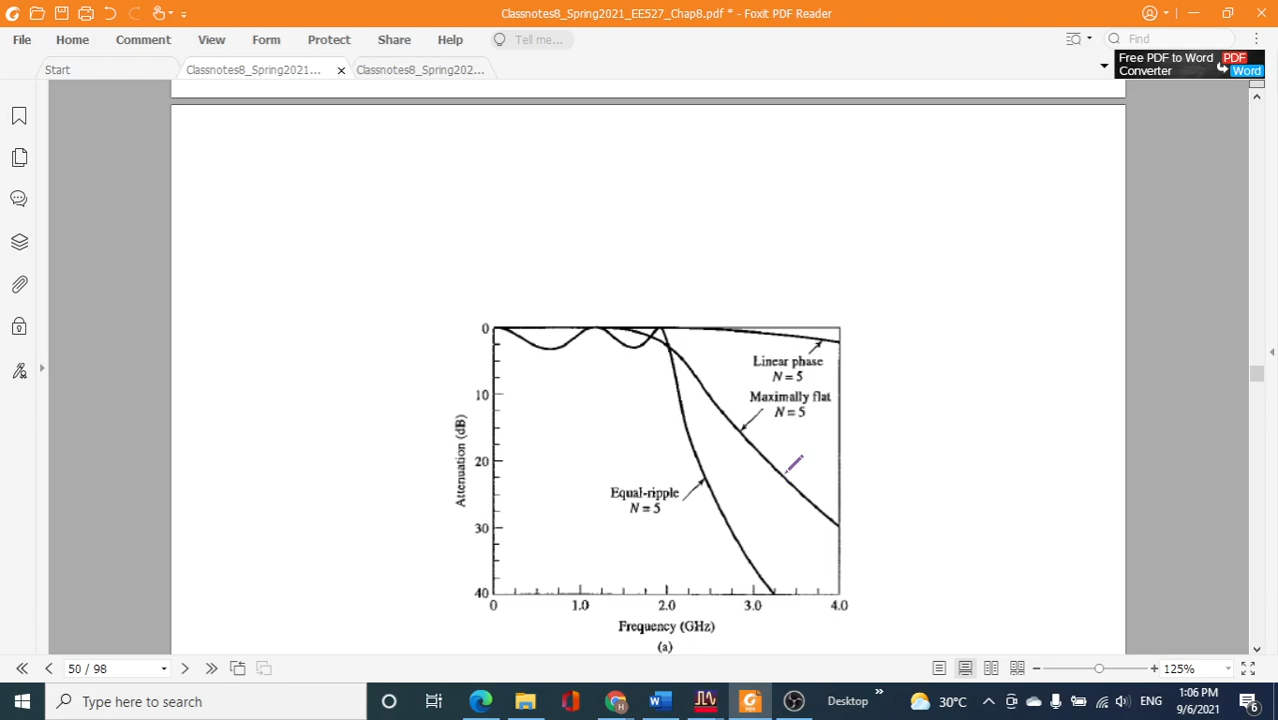 Classnotes8_Spring2021_EE527_Chap8.pdf * - Foxit PDF Reader
File Home Comment View Form Protect Share Help Tell me... Find
Start Classnotes8_Spring2021... Classnotes8_Spring202...
Free PDF to Word PDF
Converter Word
0
10
20
30
40
Attenuation (dB)
Linear phase
N = 5
Maximally flat
N = 5
Equal-ripple
N = 5
0 1.0 2.0 3.0 4.0
Frequency (GHz)
(a)
50 / 98 125%
Type here to search Desktop 30°C ENG 1:06 PM
9/6/2021 6